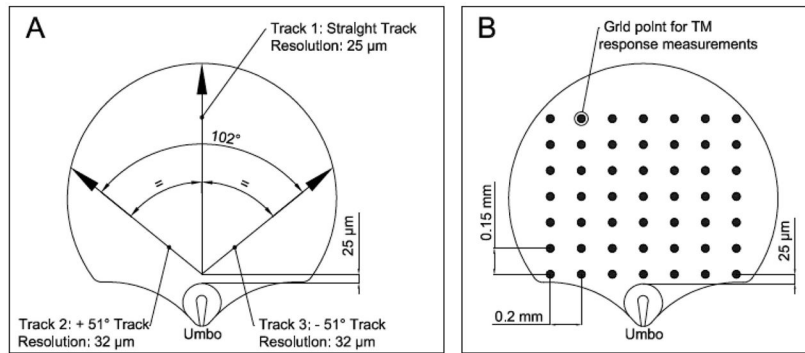 A
Track 1: Straight Track
Resolution: 25 µm
102°
=
=
25 µm
Track 2: + 51° Track
Resolution: 32 µm
Umbo
Track 3: - 51° Track
Resolution: 32 µm
B
Grid point for TM
response measurements
0.15 mm
25 µm
0.2 mm
Umbo